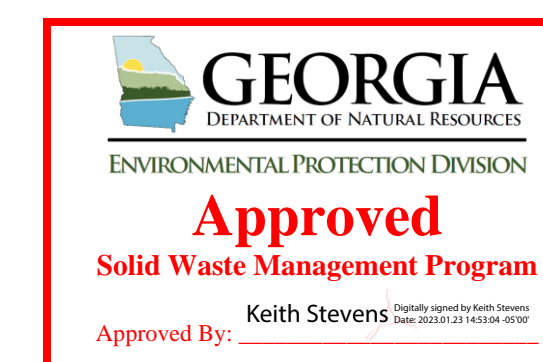 GEORGIA
DEPARTMENT OF NATURAL RESOURCES
ENVIRONMENTAL PROTECTION DIVISION
Approved
Solid Waste Management Program
Keith Stevens Digitally signed by Keith Stevens
Date: 2023.01.23 14:53:04 -05'00'
Approved By: _________________________